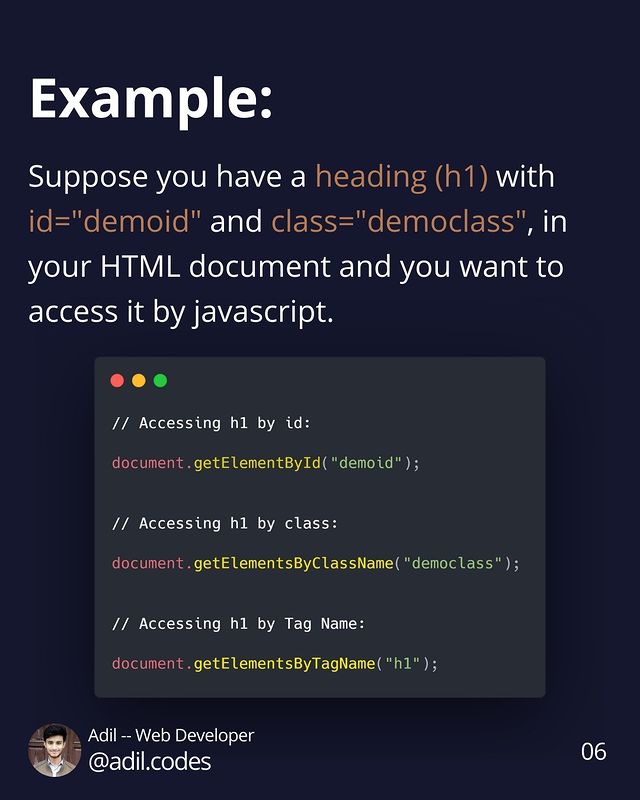 Example:
Suppose you have a heading (h1) with
id="demoid" and class="democlass", in
your HTML document and you want to
access it by javascript.
// Accessing h1 by id:
document.getElementById("demoid");
// Accessing h1 by class:
document.getElementsByClassName("democlass");
// Accessing h1 by Tag Name:
document.getElementsByTagName("h1");
Adil -- Web Developer
@adil.codes
06